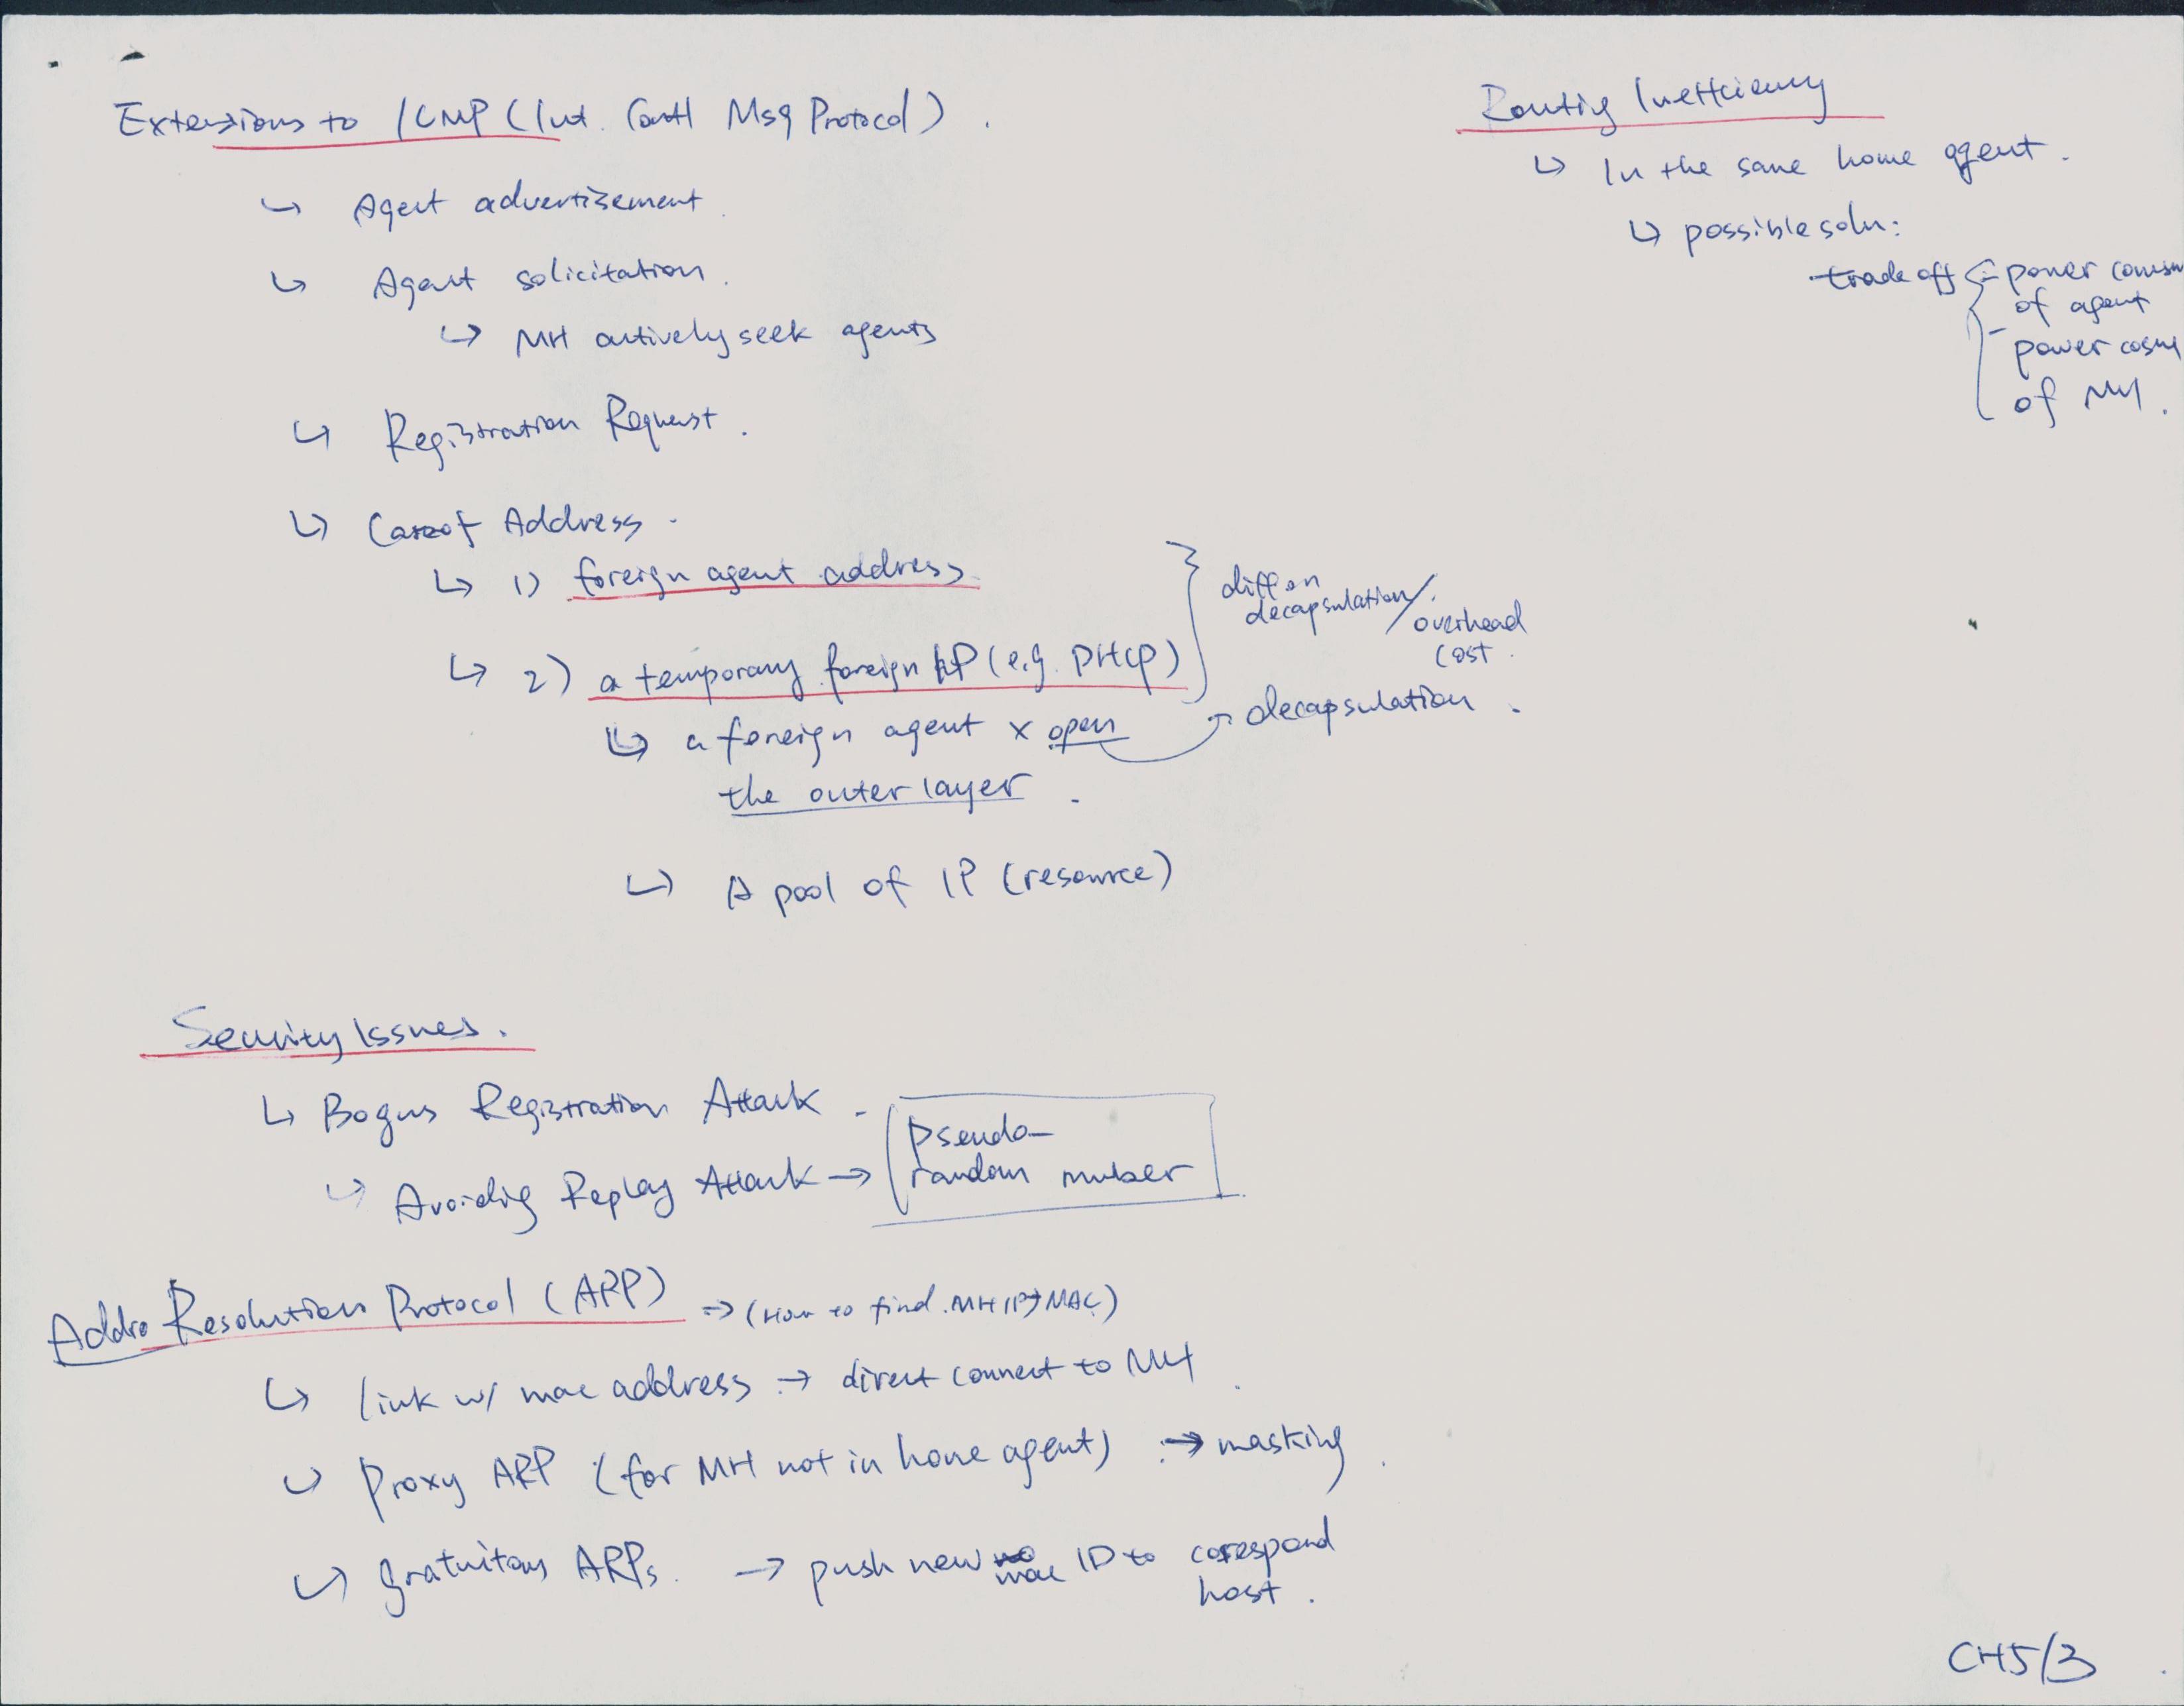 Extensions to ICMP (Int. Contl Msg Protocol).
↳ Agent advertisement.
↳ Agent solicitation.
↳ MH actively seek agents
↳ Registration Request.
↳ Careof Address.
↳ 1) foreign agent address
↳ 2) a temporary foreign IP (e.g. DHCP)
diff on
decapsulation/
overhead
cost.
↳ a foreign agent x open
the outer layer.
→ decapsulation.
↳ A pool of IP (resource)
Routing Inefficiency
↳ In the same home agent.
↳ possible soln:
trade off
- power
of agent
- power
of MH.
Security Issues.
↳ Bogus Registration Attack.
↳ Avoiding Replay Attack →
pseudo-
random number
Addre Resolution Protocol (ARP) → (How to find MH IP→MAC)
↳ link w/ mac address → direct connect to MH.
↳ Proxy ARP (for MH not in home agent) → masking.
↳ Gratuitous ARPs. → push new mac ID to correspond
host.
CH5/3